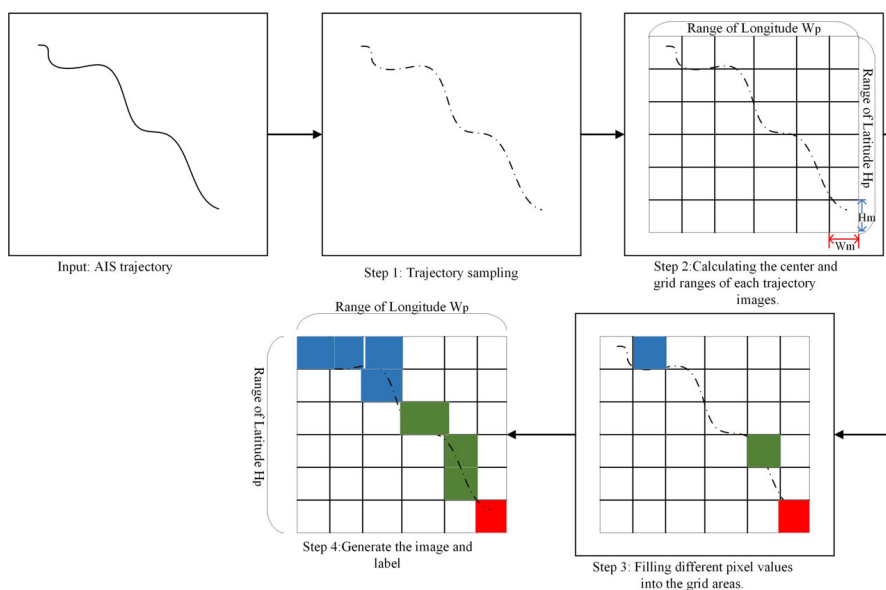 Input: AIS trajectory
Step 1: Trajectory sampling
Range of Longitude Wp
Range of Latitude Hp
Hm
Wm
Step 2:Calculating the center and
grid ranges of each trajectory
images.
Range of Longitude Wp
Range of Latitude Hp
Step 4:Generate the image and
label
Step 3: Filling different pixel values
into the grid areas.